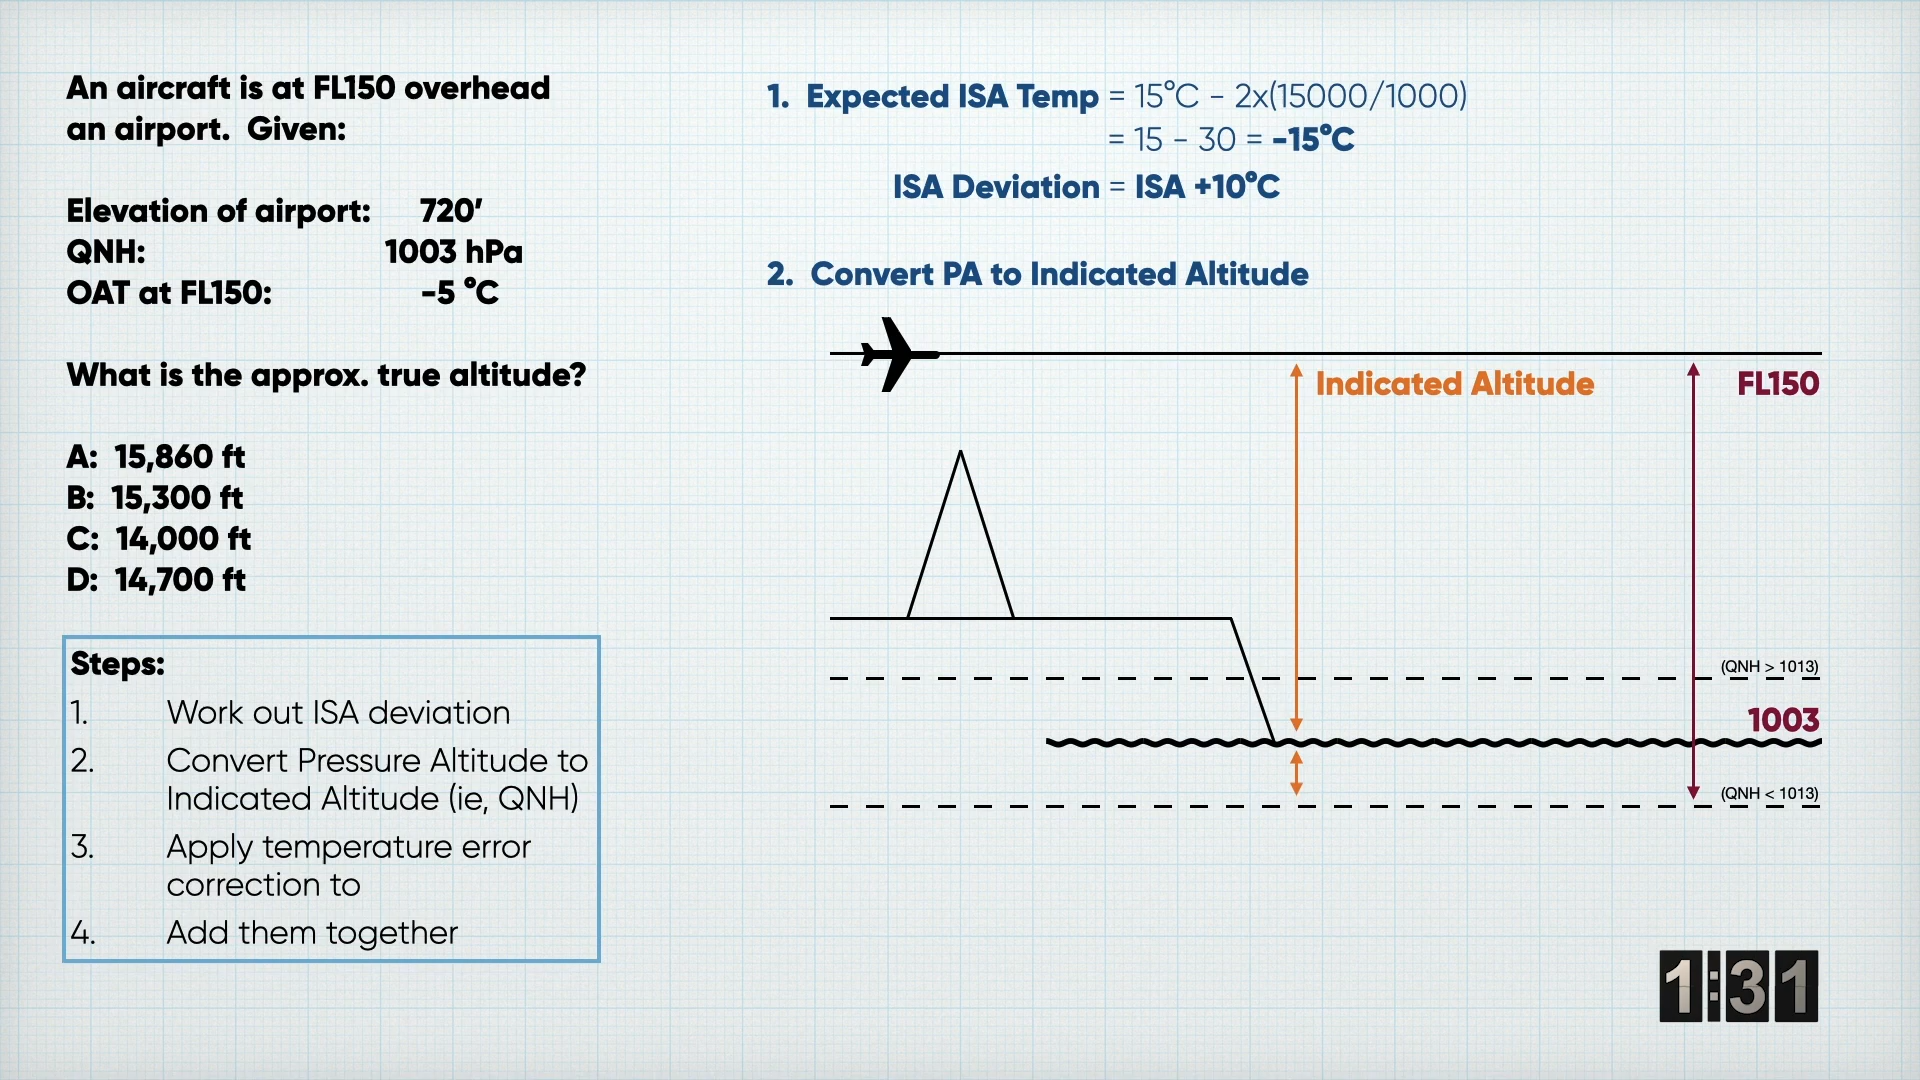 An aircraft is at FL150 overhead
an airport. Given:
Elevation of airport: 720’
QNH: 1003 hPa
OAT at FL150: -5 °C
What is the approx. true altitude?
A: 15,860 ft
B: 15,300 ft
C: 14,000 ft
D: 14,700 ft
Steps:
1. Work out ISA deviation
2. Convert Pressure Altitude to
Indicated Altitude (ie, QNH)
3. Apply temperature error
correction to
4. Add them together
1. Expected ISA Temp = 15°C - 2x(15000/1000)
= 15 - 30 = -15°C
ISA Deviation = ISA +10°C
2. Convert PA to Indicated Altitude
Indicated Altitude
FL150
(QNH > 1013)
1003
(QNH < 1013)
1:31